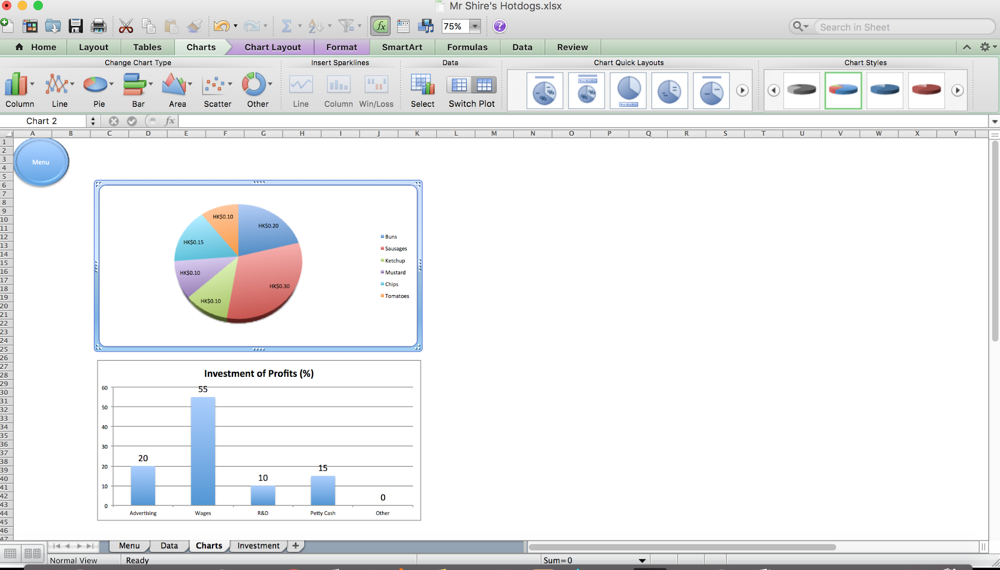 Mr Shire's Hotdogs.xlsx
75%
Search in Sheet
Home Layout Tables Charts Chart Layout Format SmartArt Formulas Data Review
Change Chart Type Insert Sparklines Data Chart Quick Layouts Chart Styles
Column Line Pie Bar Area Scatter Other Line Column Win/Loss Select Switch Plot
Chart 2 fx
A B C D E F G H I J K L M N O P Q R S T U V W X Y
1
2
3
4
5
6
7
8
9
10
11
12
13
14
15
16
17
18
19
20
21
22
23
24
25
26
27
28
29
30
31
32
33
34
35
36
37
38
39
40
41
42
43
44
45
46
47
Menu
HK$0.10
HK$0.20
HK$0.15
HK$0.10
HK$0.30
HK$0.10
Buns
Sausages
Ketchup
Mustard
Chips
Tomatoes
Investment of Profits (%)
60
50
40
30
20
10
0
20
55
10
15
0
Advertising Wages R&D Petty Cash Other
Menu Data Charts Investment +
Normal View Ready Sum=0